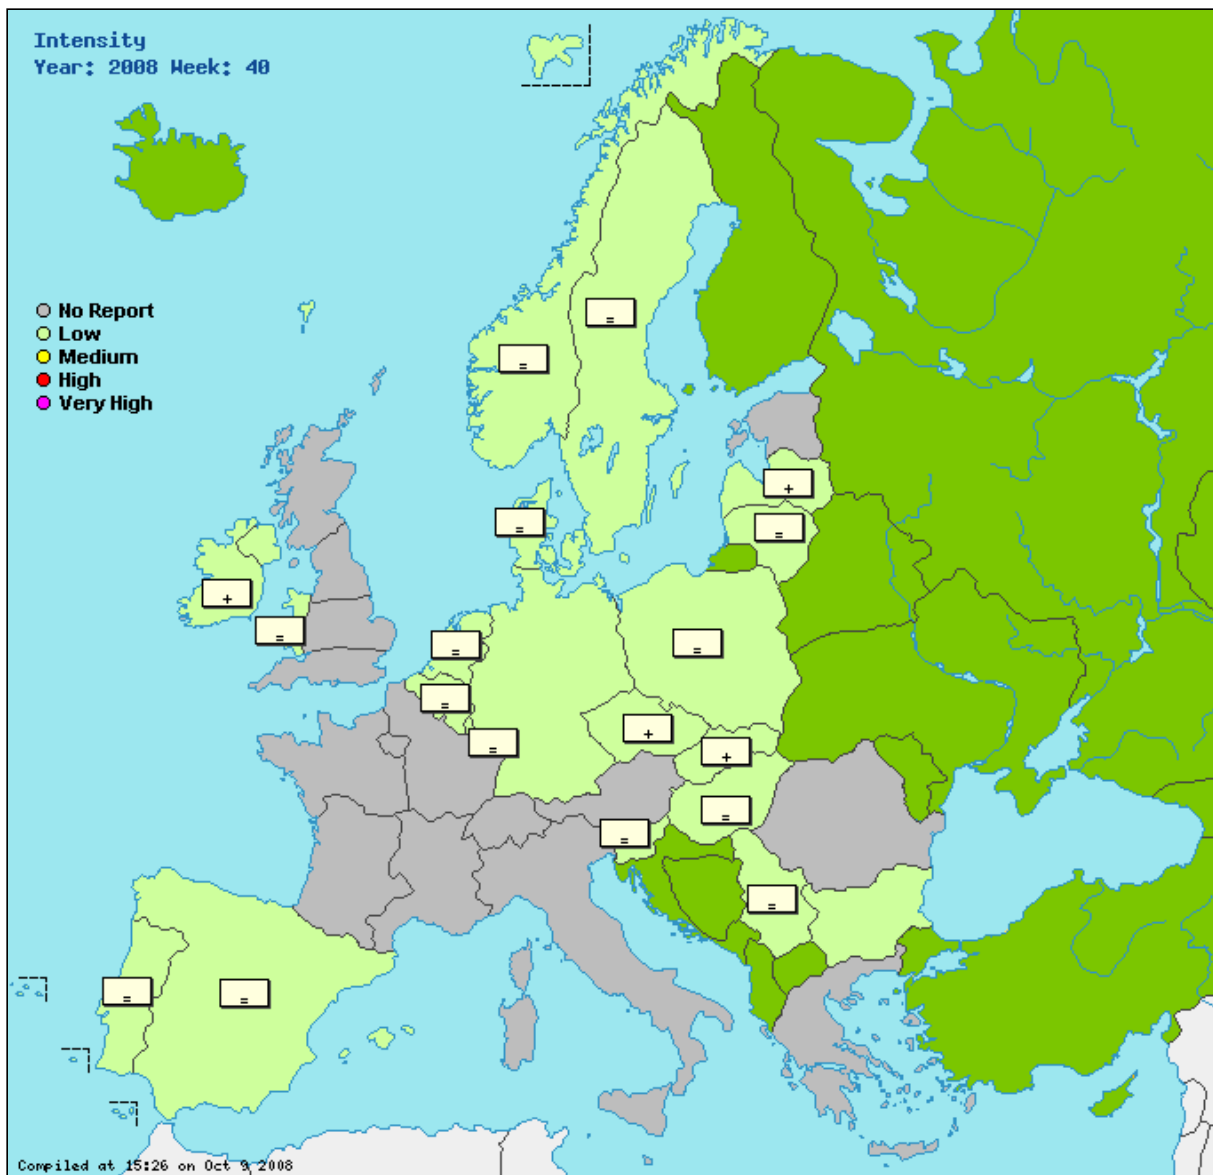 Intensity
Year: 2008 Week: 40
No Report
Low
Medium
High
Very High
=
=
+
=
=
+
=
=
=
=
+
=
+
=
=
=
=
=
Compiled at 15:26 on Oct 9 2008